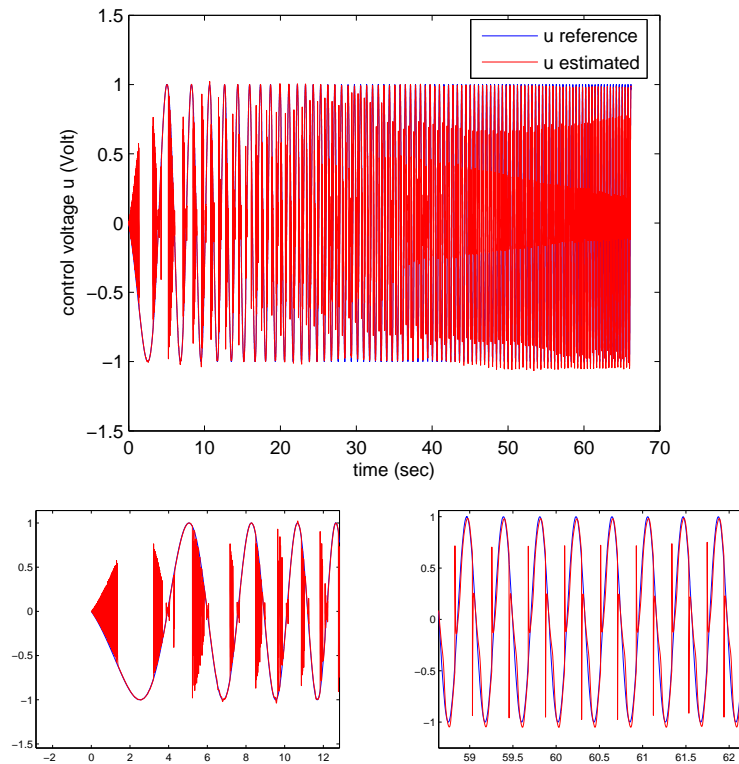 1.5
1
0.5
0
−0.5
−1
−1.5
control voltage u (Volt)
u reference
u estimated
0 10 20 30 40 50 60 70
time (sec)
1
0.5
0
−0.5
−1
−1.5
−2 0 2 4 6 8 10 12
1
0.5
0
−0.5
−1
59 59.5 60 60.5 61 61.5 62